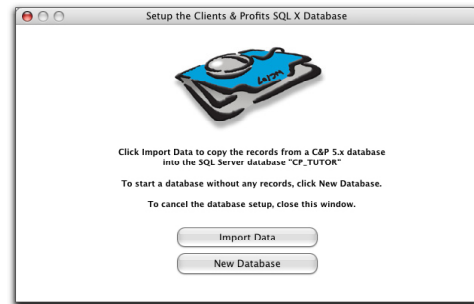 Setup the Clients & Profits SQL X Database
Click Import Data to copy the records from a C&P 5.x database
into the SQL Server database "CP_TUTOR"
To start a database without any records, click New Database.
To cancel the database setup, close this window.
Import Data
New Database